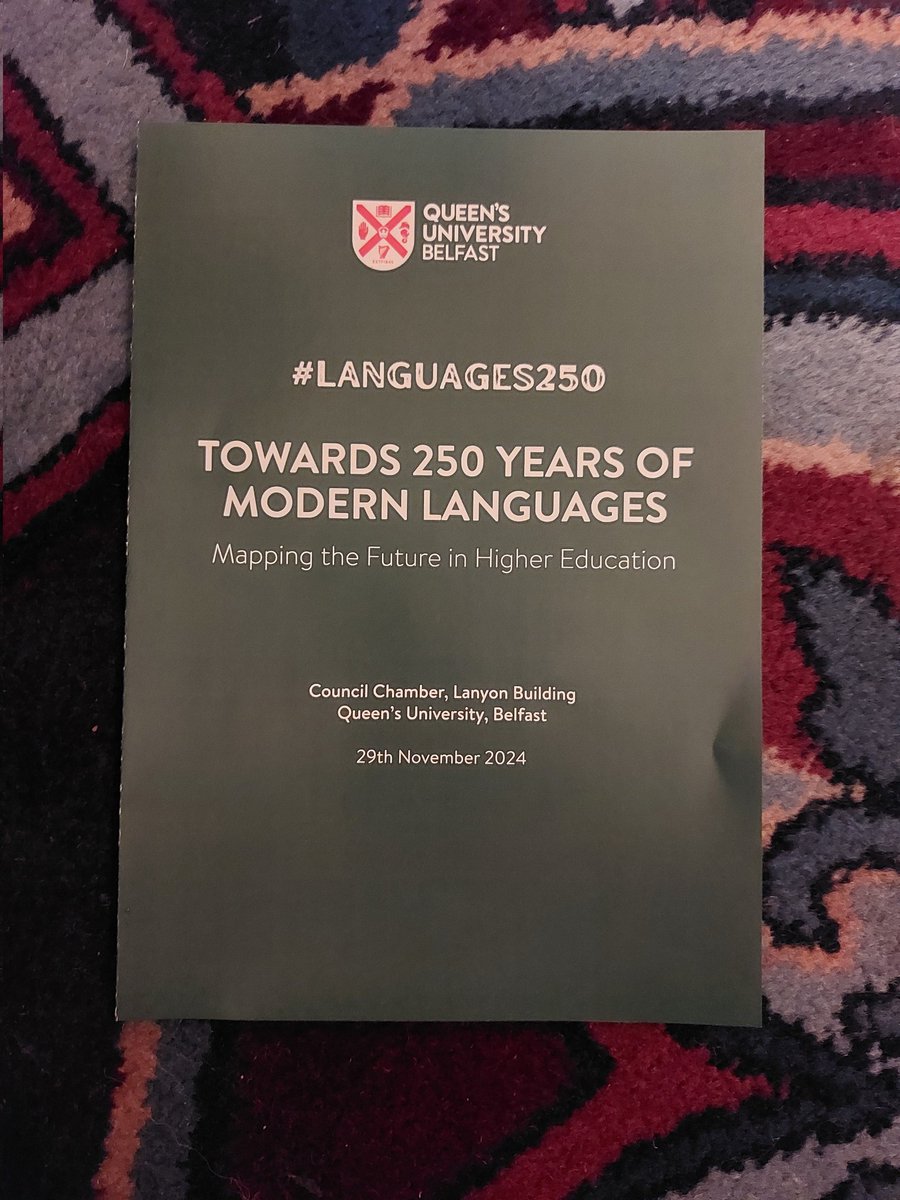 QUEEN'S
UNIVERSITY
BELFAST
#LANGUAGES250
TOWARDS 250 YEARS OF
MODERN LANGUAGES
Mapping the Future in Higher Education
Council Chamber, Lanyon Building
Queen's University, Belfast
29th November 2024